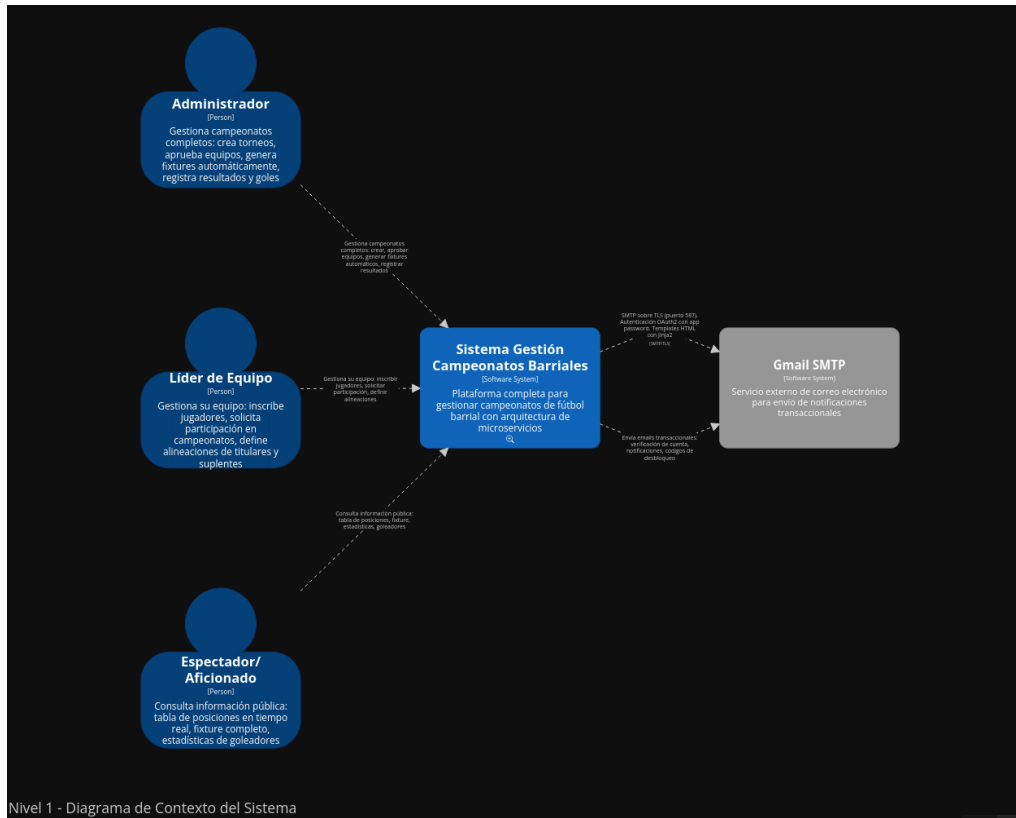 Administrador
[Person]
Gestiona campeonatos
completos: crea torneos,
aprueba equipos, genera
fixtures automáticamente,
registra resultados y goles
Gestiona campeonatos
completos: crear, aprobar
equipos, generar fixtures
automáticos, registrar
resultados
Líder de Equipo
[Person]
Gestiona su equipo: inscribe
jugadores, solicita
participación en
campeonatos, define
alineaciones de titulares y
suplentes
Gestiona su equipo: inscribir
jugadores, solicitar
participación, definir
alineaciones
Sistema Gestión
Campeonatos Barriales
[Software System]
Plataforma completa para
gestionar campeonatos de fútbol
barrial con arquitectura de
microservicios
SMTP sobre TLS (puerto 587).
Autenticación OAuth2 con app
password. Templates HTML
con Jinja2
[SMTP/TLS]
Envía emails transaccionales:
verificación de cuenta,
notificaciones, códigos de
desbloqueo
Gmail SMTP
[Software System]
Servicio externo de correo electrónico
para envío de notificaciones
transaccionales
Consulta información pública:
tabla de posiciones, fixture,
estadísticas, goleadores
Espectador/
Aficionado
[Person]
Consulta información pública:
tabla de posiciones en tiempo
real, fixture completo,
estadísticas de goleadores
Nivel 1 - Diagrama de Contexto del Sistema